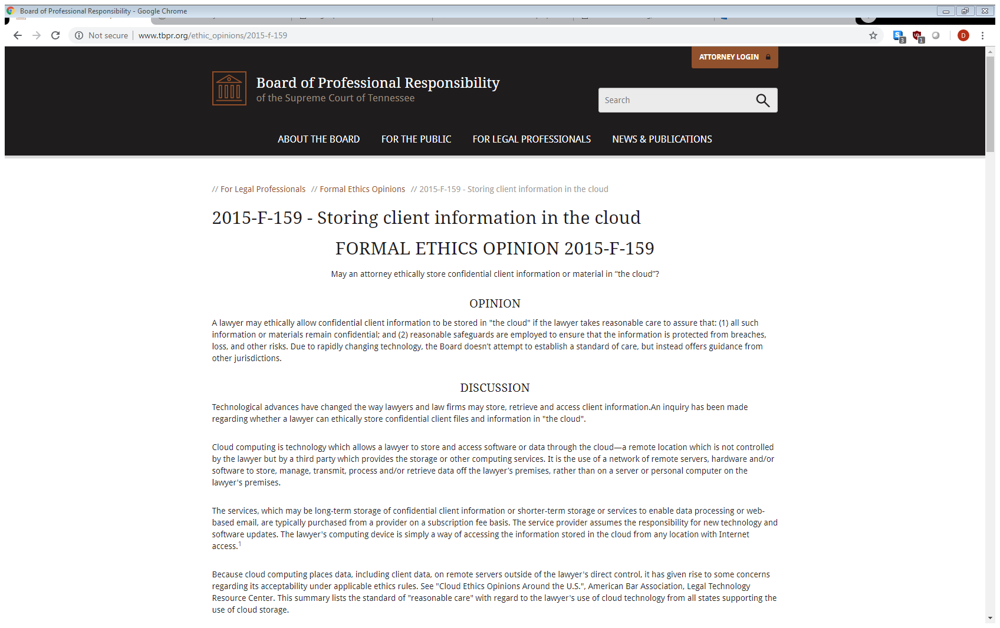 Board of Professional Responsibility - Google Chrome
Not secure | www.tbpr.org/ethic_opinions/2015-f-159
3
1
D
ATTORNEY LOGIN
Board of Professional Responsibility
of the Supreme Court of Tennessee
Search
ABOUT THE BOARD FOR THE PUBLIC FOR LEGAL PROFESSIONALS NEWS & PUBLICATIONS
// For Legal Professionals // Formal Ethics Opinions // 2015-F-159 - Storing client information in the cloud
2015-F-159 - Storing client information in the cloud
FORMAL ETHICS OPINION 2015-F-159
May an attorney ethically store confidential client information or material in “the cloud”?
OPINION
A lawyer may ethically allow confidential client information to be stored in "the cloud" if the lawyer takes reasonable care to assure that: (1) all such
information or materials remain confidential; and (2) reasonable safeguards are employed to ensure that the information is protected from breaches,
loss, and other risks. Due to rapidly changing technology, the Board doesn’t attempt to establish a standard of care, but instead offers guidance from
other jurisdictions.
DISCUSSION
Technological advances have changed the way lawyers and law firms may store, retrieve and access client information.An inquiry has been made
regarding whether a lawyer can ethically store confidential client files and information in "the cloud".
Cloud computing is technology which allows a lawyer to store and access software or data through the cloud—a remote location which is not controlled
by the lawyer but by a third party which provides the storage or other computing services. It is the use of a network of remote servers, hardware and/or
software to store, manage, transmit, process and/or retrieve data off the lawyer’s premises, rather than on a server or personal computer on the
lawyer's premises.
The services, which may be long-term storage of confidential client information or shorter-term storage or services to enable data processing or web-
based email, are typically purchased from a provider on a subscription fee basis. The service provider assumes the responsibility for new technology and
software updates. The lawyer's computing device is simply a way of accessing the information stored in the cloud from any location with Internet
access.1
Because cloud computing places data, including client data, on remote servers outside of the lawyer's direct control, it has given rise to some concerns
regarding its acceptability under applicable ethics rules. See "Cloud Ethics Opinions Around the U.S.", American Bar Association, Legal Technology
Resource Center. This summary lists the standard of "reasonable care" with regard to the lawyer's use of cloud technology from all states supporting the
use of cloud storage.